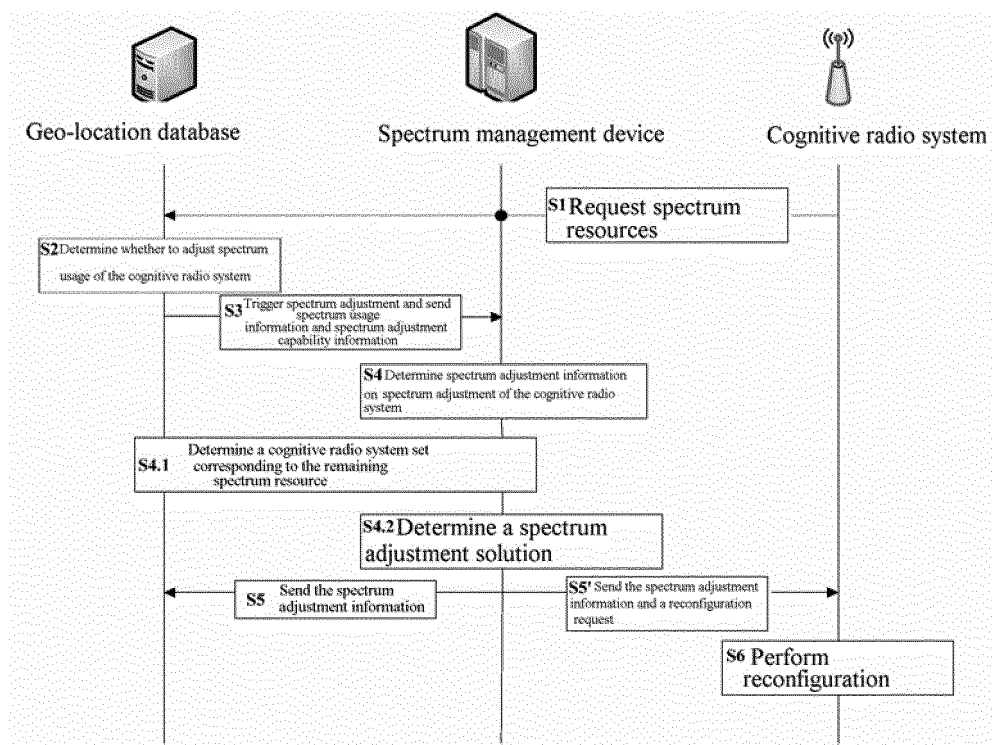 Geo-location database
Spectrum management device
Cognitive radio system
S1 Request spectrum
resources
S2 Determine whether to adjust spectrum
usage of the cognitive radio system
S3 Trigger spectrum adjustment and send
spectrum usage
information and spectrum adjustment
capability information
S4 Determine spectrum adjustment information
on spectrum adjustment of the cognitive radio
system
S4.1 Determine a cognitive radio system set
corresponding to the remaining
spectrum resource
S4.2 Determine a spectrum
adjustment solution
S5 Send the spectrum
adjustment information
S5' Send the spectrum adjustment
information and a reconfiguration
request
S6 Perform
reconfiguration